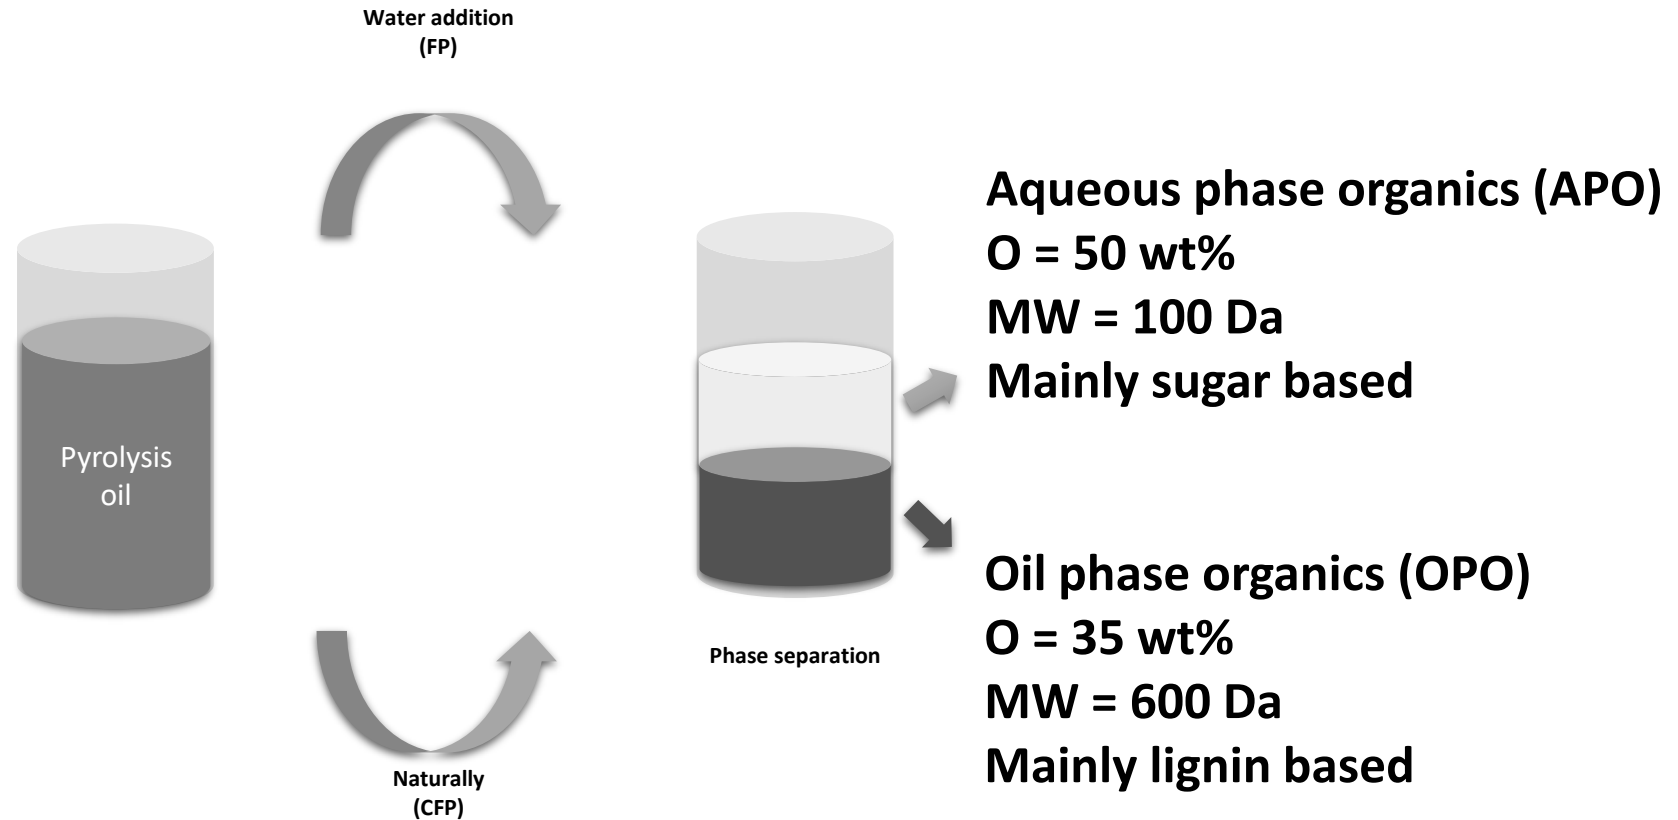 Water addition
(FP)
Pyrolysis
oil
Aqueous phase organics (APO)
O = 50 wt%
MW = 100 Da
Mainly sugar based
Oil phase organics (OPO)
O = 35 wt%
MW = 600 Da
Mainly lignin based
Phase separation
Naturally
(CFP)